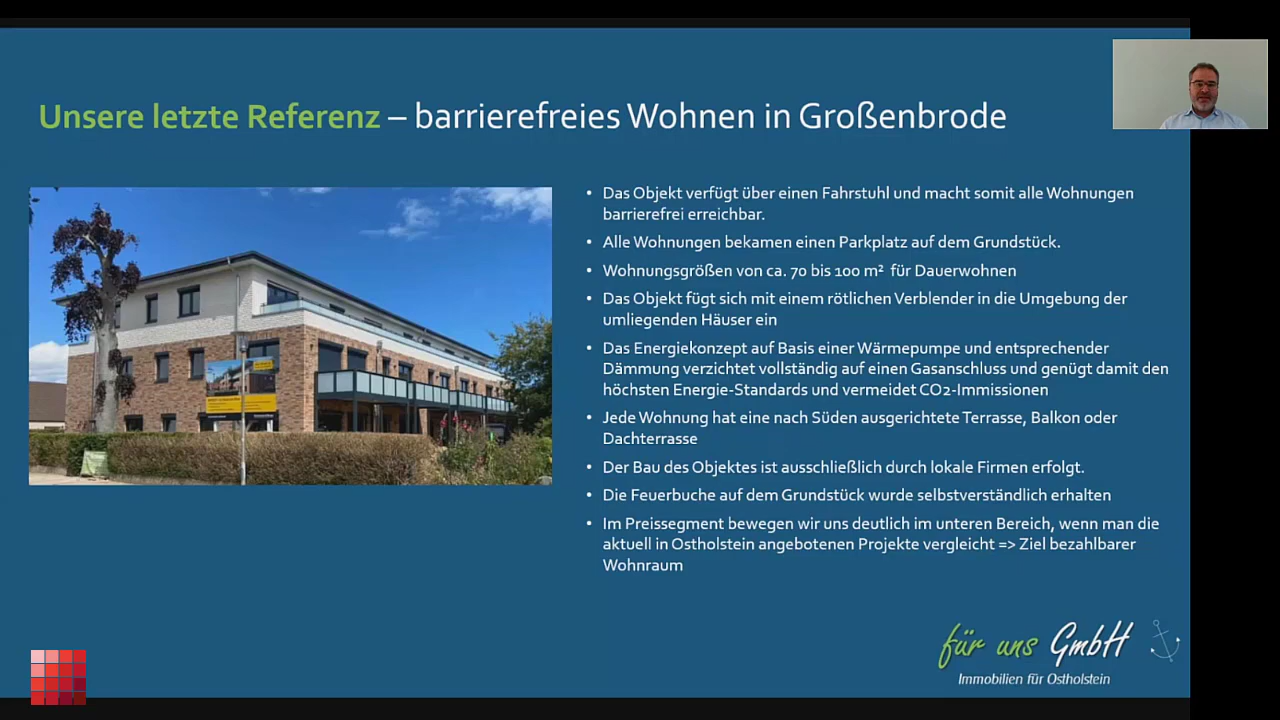 Unsere letzte Referenz – barrierefreies Wohnen in Großenbrode
• Das Objekt verfügt über einen Fahrstuhl und macht somit alle Wohnungen
barrierefrei erreichbar.
• Alle Wohnungen bekamen einen Parkplatz auf dem Grundstück.
• Wohnungsgrößen von ca. 70 bis 100 m² für Dauerwohnen
• Das Objekt fügt sich mit einem rötlichen Verblender in die Umgebung der
umliegenden Häuser ein
• Das Energiekonzept auf Basis einer Wärmepumpe und entsprechender
Dämmung verzichtet vollständig auf einen Gasanschluss und genügt damit den
höchsten Energie-Standards und vermeidet CO2-Immissionen
• Jede Wohnung hat eine nach Süden ausgerichtete Terrasse, Balkon oder
Dachterrasse
• Der Bau des Objektes ist ausschließlich durch lokale Firmen erfolgt.
• Die Feuerbuche auf dem Grundstück wurde selbstverständlich erhalten
• Im Preissegment bewegen wir uns deutlich im unteren Bereich, wenn man die
aktuell in Ostholstein angebotenen Projekte vergleicht => Ziel bezahlbarer
Wohnraum
für uns GmbH
Immobilien für Ostholstein